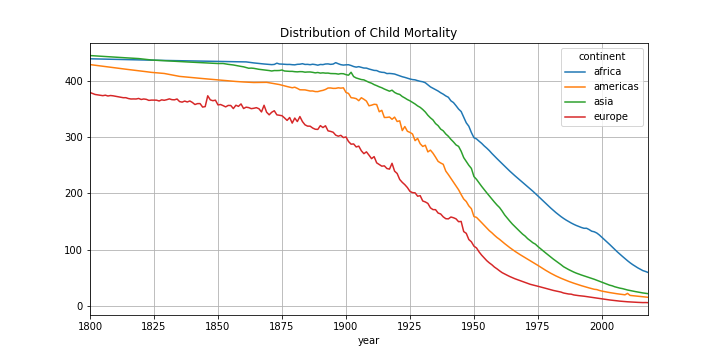 Distribution of Child Mortality
continent
africa
americas
asia
europe
400
300
200
100
0
1800 1825 1850 1875 1900 1925 1950 1975 2000
year